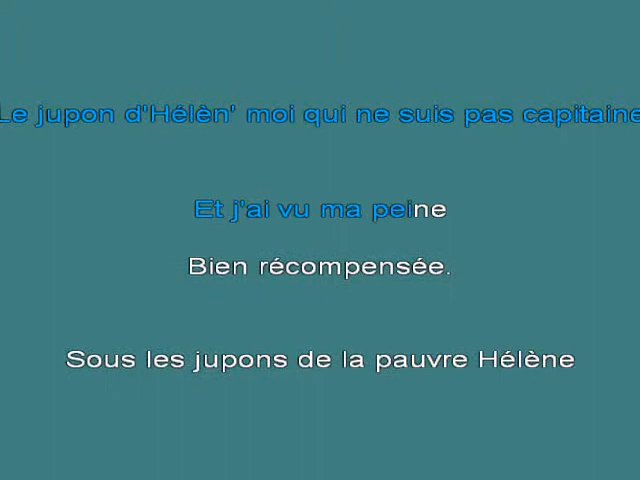 Le jupon d'Hélèn' moi qui ne suis pas capitaine
Et j'ai vu ma peine
Bien récompensée.
Sous les jupons de la pauvre Hélène